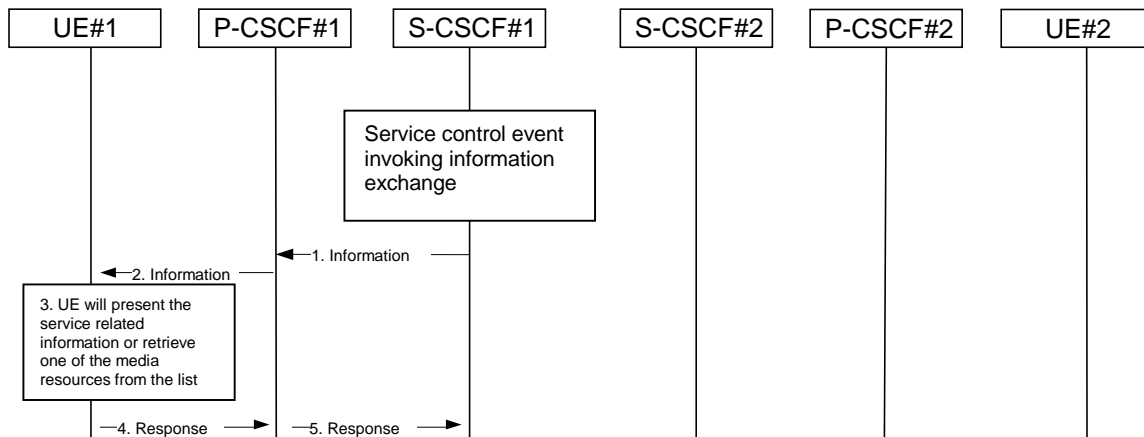 UE#1
P-CSCF#1
S-CSCF#1
S-CSCF#2
P-CSCF#2
UE#2
Service control event
invoking information
exchange
1. Information
2. Information
3. UE will present the
service related
information or retrieve
one of the media
resources from the list
4. Response
5. Response